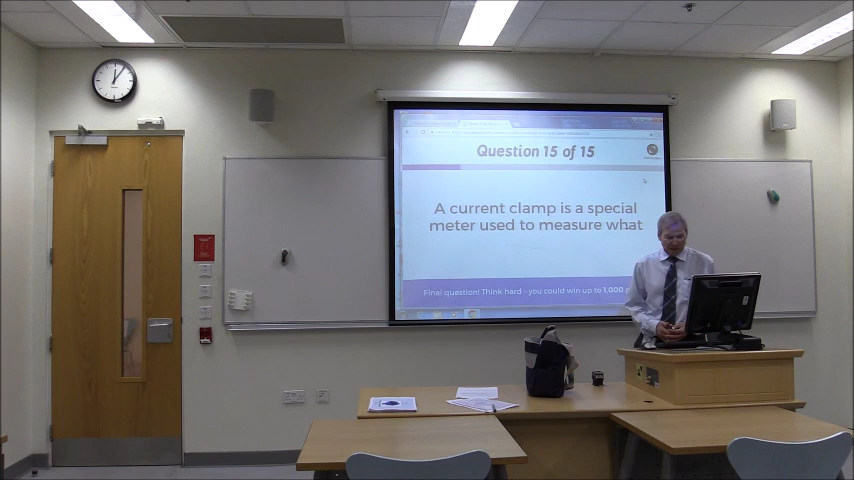 Question 15 of 15
A current clamp is a special
meter used to measure what
Final question! Think hard - you could win up to 1,000 p